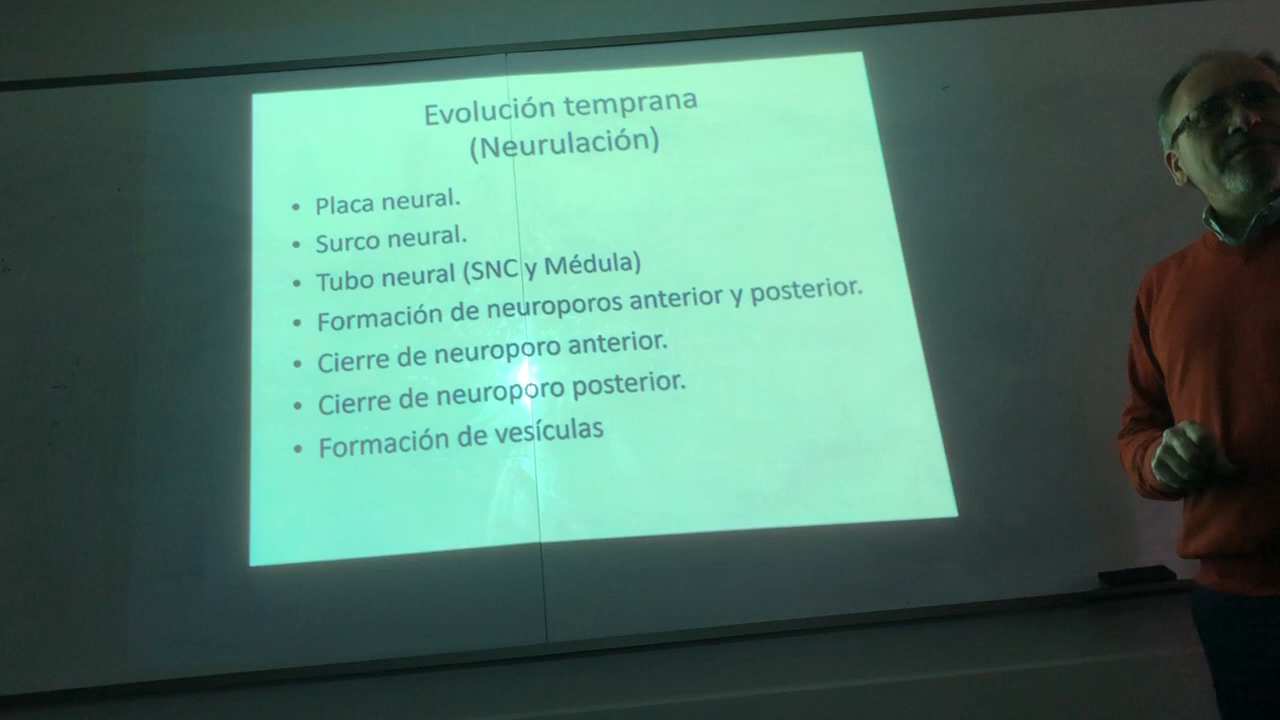 Evolución temprana
(Neurulación)
• Placa neural.
• Surco neural.
• Tubo neural (SNC y Médula)
• Formación de neuroporos anterior y posterior.
• Cierre de neuroporo anterior.
• Cierre de neuroporo posterior.
• Formación de vesículas